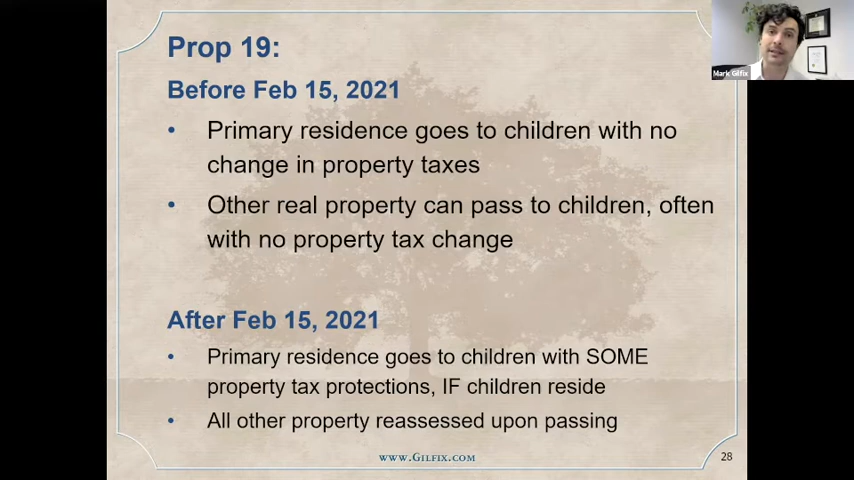 Prop 19:
Mark Gilfix
Before Feb 15, 2021
• Primary residence goes to children with no
change in property taxes
• Other real property can pass to children, often
with no property tax change
After Feb 15, 2021
• Primary residence goes to children with SOME
property tax protections, IF children reside
• All other property reassessed upon passing
www.Gilfix.com
28